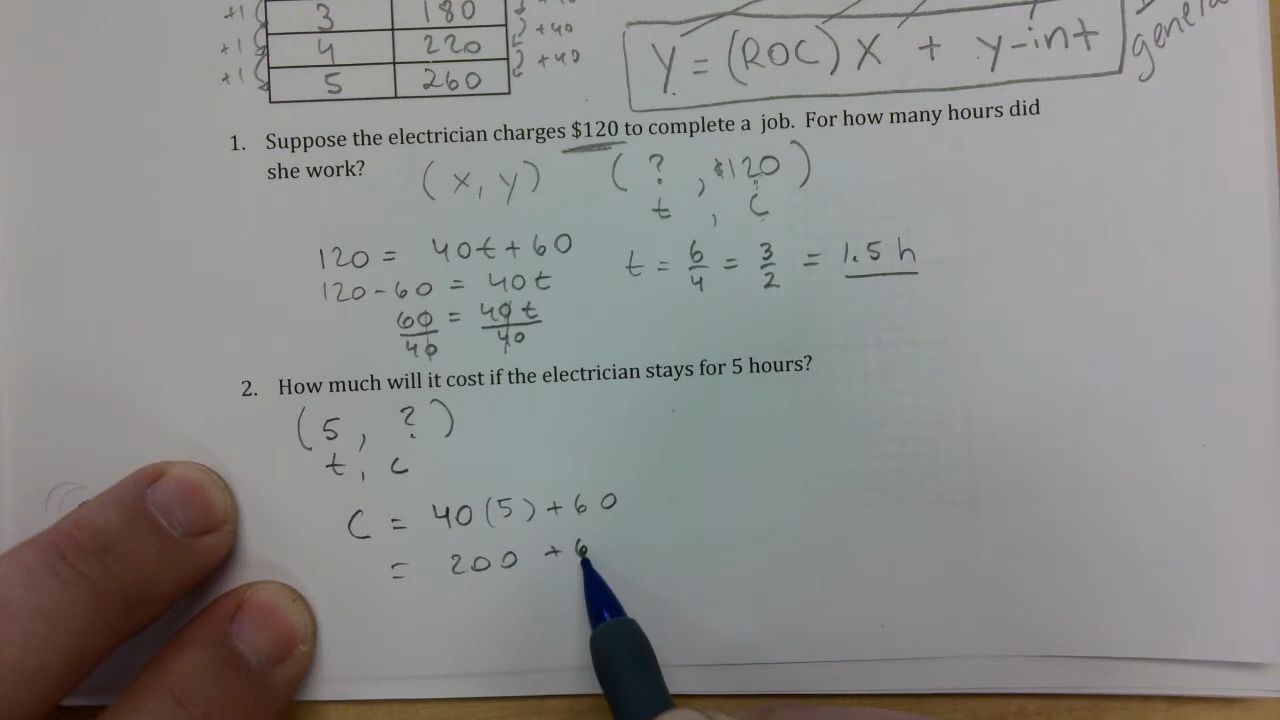 +1 3 180 +40
+1 4 220 +40
+1 5 260
y = (ROC) X + y-int
1. Suppose the electrician charges $120 to complete a job. For how many hours did
she work?
(x, y) (?, $120)
t, C
120 = 40t + 60
120 - 60 = 40t
60/40 = 40t/40
t = 6/4 = 3/2 = 1.5 h
2. How much will it cost if the electrician stays for 5 hours?
(5, ?)
t, c
C = 40(5) + 60
= 200 + 6